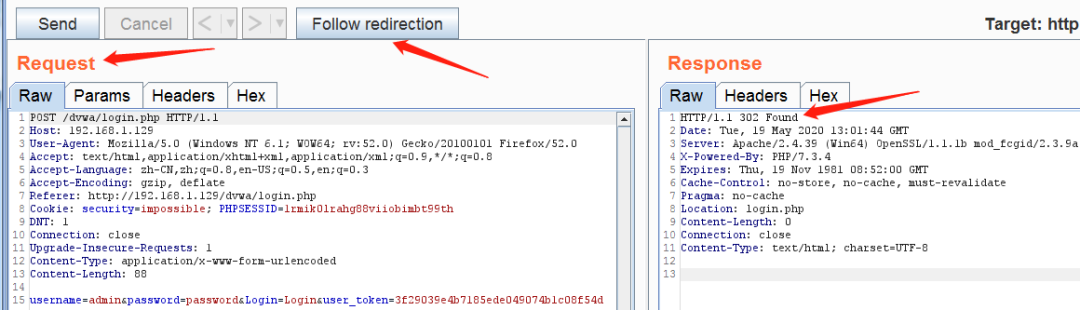 Send Cancel < > Follow redirection Target: http
Request
Raw Params Headers Hex
1 POST /dvwa/login.php HTTP/1.1
2 Host: 192.168.1.129
3 User-Agent: Mozilla/5.0 (Windows NT 6.1; WOW64; rv:52.0) Gecko/20100101 Firefox/52.0
4 Accept: text/html,application/xhtml+xml,application/xml;q=0.9,*/*;q=0.8
5 Accept-Language: zh-CN,zh;q=0.8,en-US;q=0.5,en;q=0.3
6 Accept-Encoding: gzip, deflate
7 Referer: http://192.168.1.129/dvwa/login.php
8 Cookie: security=impossible; PHPSESSID=lrmik0lrahg88viiobimbt99th
9 DNT: 1
10 Connection: close
11 Upgrade-Insecure-Requests: 1
12 Content-Type: application/x-www-form-urlencoded
13 Content-Length: 88
14
15 username=admin&password=password&Login=Login&user_token=3f29039e4b7185ede049074b1c08f54d
Response
Raw Headers Hex
1 HTTP/1.1 302 Found
2 Date: Tue, 19 May 2020 13:01:44 GMT
3 Server: Apache/2.4.39 (Win64) OpenSSL/1.1.1b mod_fcgid/2.3.9a
4 X-Powered-By: PHP/7.3.4
5 Expires: Thu, 19 Nov 1981 08:52:00 GMT
6 Cache-Control: no-store, no-cache, must-revalidate
7 Pragma: no-cache
8 Location: login.php
9 Content-Length: 0
10 Connection: close
11 Content-Type: text/html; charset=UTF-8
12
13